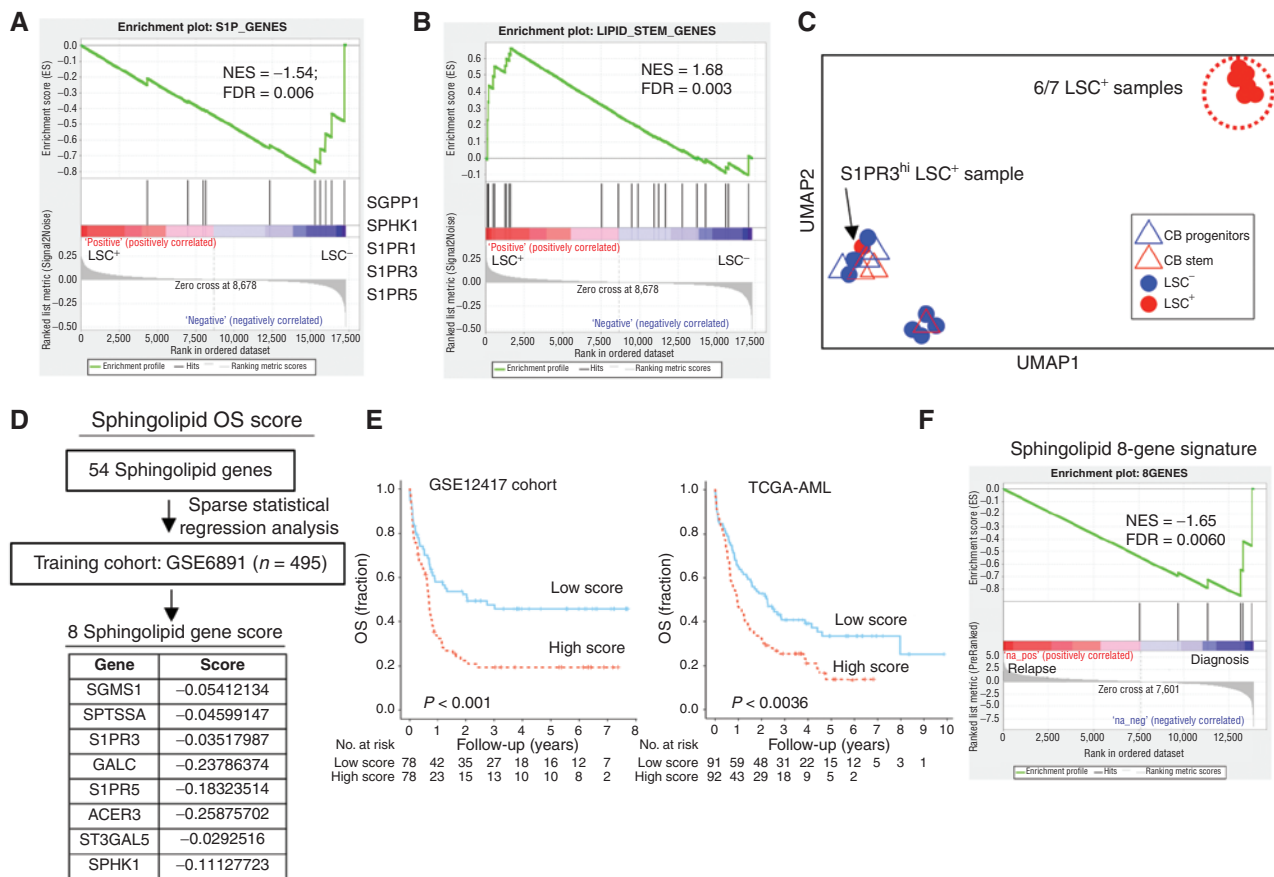 A
Enrichment plot: S1P_GENES
Enrichment score (ES)
0.0
−0.1
−0.2
−0.3
−0.4
−0.5
−0.6
−0.7
−0.8
NES = −1.54;
FDR = 0.006
Ranked list metric (Signal2Noise)
'Positive' (positively correlated)
LSC+
LSC−
0.25
0.00
−0.25
−0.50
Zero cross at 8,678
'Negative' (negatively correlated)
0 2,500 5,000 7,500 10,000 12,500 15,000 17,500
Rank in ordered dataset
Enrichment profile Hits Ranking metric scores
SGPP1
SPHK1
S1PR1
S1PR3
S1PR5
B
Enrichment plot: LIPID_STEM_GENES
Enrichment score (ES)
0.6
0.5
0.4
0.3
0.2
0.1
0.0
−0.1
NES = 1.68
FDR = 0.003
Ranked list metric (Signal2Noise)
'Positive' (positively correlated)
LSC+
LSC−
0.25
0.00
−0.25
−0.50
Zero cross at 8,678
'Negative' (negatively correlated)
0 2,500 5,000 7,500 10,000 12,500 15,000 17,500
Rank in ordered dataset
Enrichment profile Hits Ranking metric scores
C
6/7 LSC+ samples
S1PR3hi LSC+ sample
CB progenitors
CB stem
LSC−
LSC+
UMAP2
UMAP1
D
Sphingolipid OS score
54 Sphingolipid genes
Sparse statistical
regression analysis
Training cohort: GSE6891 (n = 495)
8 Sphingolipid gene score
Gene Score
SGMS1 −0.05412134
SPTSSA −0.04599147
S1PR3 −0.03517987
GALC −0.23786374
S1PR5 −0.18323514
ACER3 −0.25875702
ST3GAL5 −0.0292516
SPHK1 −0.11127723
E
GSE12417 cohort
OS (fraction)
1.0
0.8
0.6
0.4
0.2
0.0
Low score
High score
P < 0.001
0 1 2 3 4 5 6 7 8
Follow-up (years)
No. at risk
Low score 78 42 35 27 18 16 12 7
High score 78 23 15 13 10 10 8 2
TCGA-AML
OS (fraction)
1.0
0.8
0.6
0.4
0.2
0.0
Low score
High score
P < 0.0036
0 1 2 3 4 5 6 7 8 9 10
Follow-up (years)
No. at risk
Low score 91 59 48 31 22 15 12 5 3 1
High score 92 43 29 18 9 5 2
F
Sphingolipid 8-gene signature
Enrichment plot: 8GENES
Enrichment score (ES)
0.0
−0.1
−0.2
−0.3
−0.4
−0.5
−0.6
−0.7
−0.8
NES = −1.65
FDR = 0.0060
Ranked list metric (PreRanked)
'na_pos' (positively correlated)
Relapse
Diagnosis
5.0
2.5
0.0
−2.5
−5.0
−7.5
Zero cross at 7,601
'na_neg' (negatively correlated)
0 2,500 5,000 7,500 10,000 12,500
Rank in ordered dataset
Enrichment profile Hits Ranking metric scores